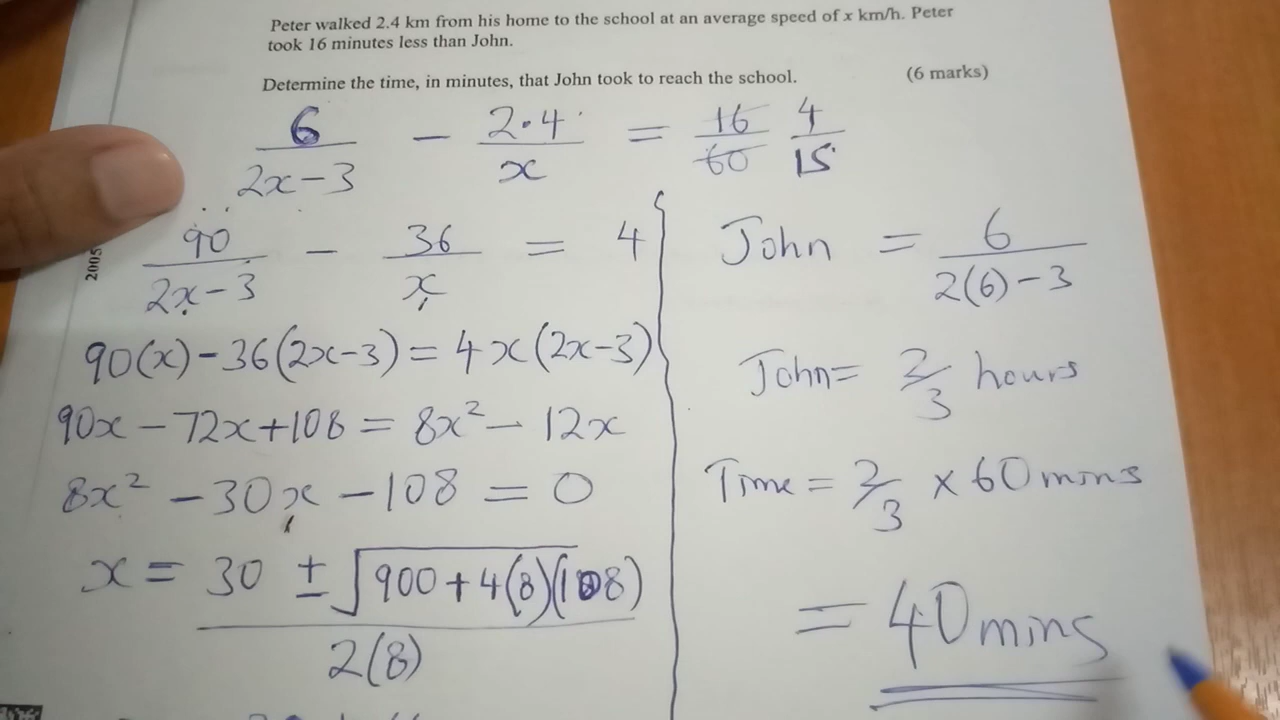 Peter walked 2.4 km from his home to the school at an average speed of x km/h. Peter
took 16 minutes less than John.
Determine the time, in minutes, that John took to reach the school. (6 marks)
6/(2x-3) - 2.4/x = 16/60 4/15
90/(2x-3) - 36/x = 4
90(x) - 36(2x-3) = 4x(2x-3)
90x - 72x + 108 = 8x² - 12x
8x² - 30x - 108 = 0
x = (30 ± √(900 + 4(8)(108)))/2(8)
John = 6/(2(6)-3)
John = 2/3 hours
Time = 2/3 × 60 mins
= 40 mins
2005